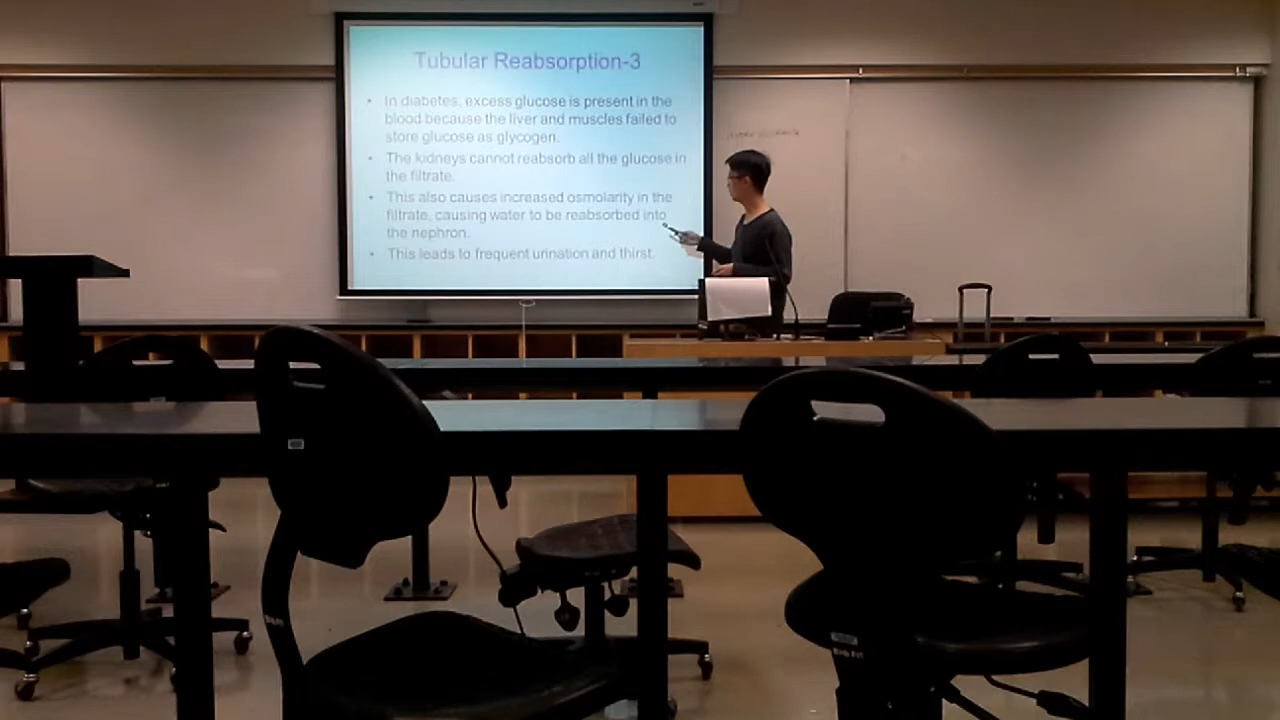 Tubular Reabsorption-3
• In diabetes, excess glucose is present in the
blood because the liver and muscles failed to
store glucose as glycogen.
• The kidneys cannot reabsorb all the glucose in
the filtrate.
• This also causes increased osmolarity in the
filtrate, causing water to be reabsorbed into
the nephron.
• This leads to frequent urination and thirst.